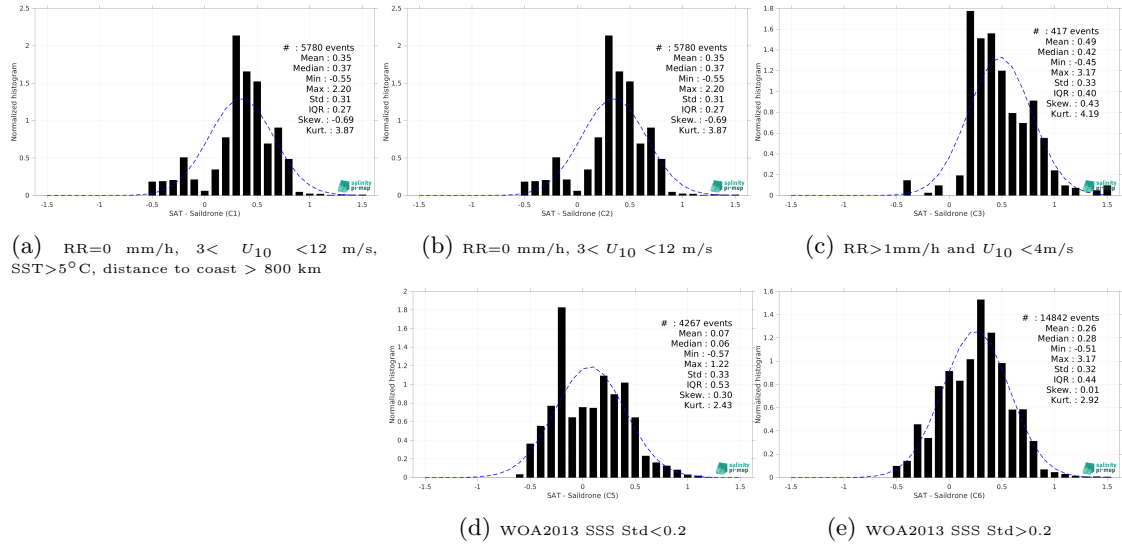 2.5
2
1.5
1
0.5
0
Normalized histogram
# : 5780 events
Mean : 0.35
Median : 0.37
Min : -0.55
Max : 2.20
Std : 0.31
IQR : 0.27
Skew. : -0.69
Kurt. : 3.87
salinity
pi-mep
-1.5 -1 -0.5 0 0.5 1 1.5
SAT - Saildrone (C1)
(a) RR=0 mm/h, 3< U10 <12 m/s,
SST>5°C, distance to coast > 800 km
2.5
2
1.5
1
0.5
0
Normalized histogram
# : 5780 events
Mean : 0.35
Median : 0.37
Min : -0.55
Max : 2.20
Std : 0.31
IQR : 0.27
Skew. : -0.69
Kurt. : 3.87
salinity
pi-mep
-1.5 -1 -0.5 0 0.5 1 1.5
SAT - Saildrone (C2)
(b) RR=0 mm/h, 3< U10 <12 m/s
1.8
1.6
1.4
1.2
1
0.8
0.6
0.4
0.2
0
Normalized histogram
# : 417 events
Mean : 0.49
Median : 0.42
Min : -0.45
Max : 3.17
Std : 0.33
IQR : 0.40
Skew. : 0.43
Kurt. : 4.19
salinity
pi-mep
-1.5 -1 -0.5 0 0.5 1 1.5
SAT - Saildrone (C3)
(c) RR>1mm/h and U10 <4m/s
2
1.8
1.6
1.4
1.2
1
0.8
0.6
0.4
0.2
0
Normalized histogram
# : 4267 events
Mean : 0.07
Median : 0.06
Min : -0.57
Max : 1.22
Std : 0.33
IQR : 0.53
Skew. : 0.30
Kurt. : 2.43
salinity
pi-mep
-1.5 -1 -0.5 0 0.5 1 1.5
SAT - Saildrone (C5)
(d) WOA2013 SSS Std<0.2
1.6
1.4
1.2
1
0.8
0.6
0.4
0.2
0
Normalized histogram
# : 14842 events
Mean : 0.26
Median : 0.28
Min : -0.51
Max : 3.17
Std : 0.32
IQR : 0.44
Skew. : 0.01
Kurt. : 2.92
salinity
pi-mep
-1.5 -1 -0.5 0 0.5 1 1.5
SAT - Saildrone (C6)
(e) WOA2013 SSS Std>0.2